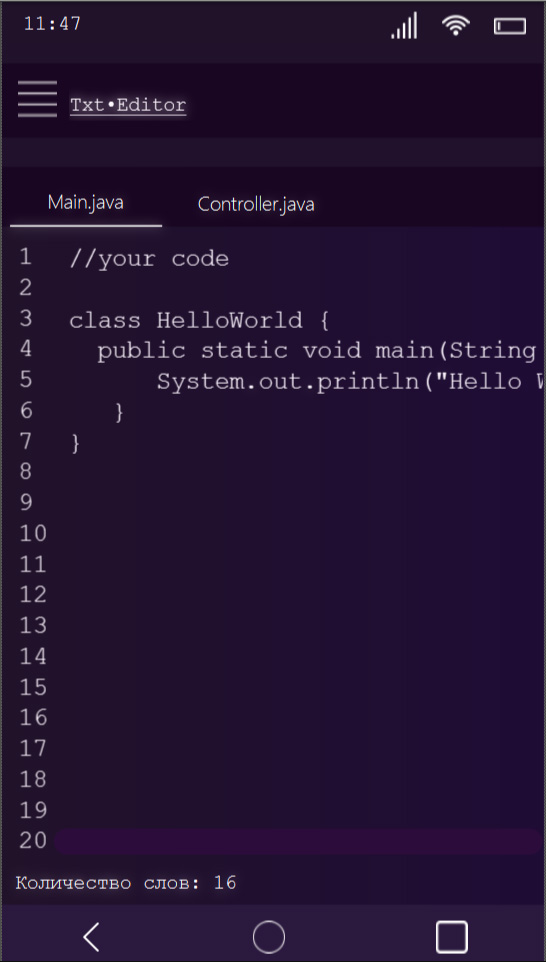 11:47
Txt•Editor
Main.java Controller.java
1 //your code
2
3 class HelloWorld {
4 public static void main(String
5 System.out.println("Hello
6 }
7 }
8
9
10
11
12
13
14
15
16
17
18
19
20
Количество слов: 16